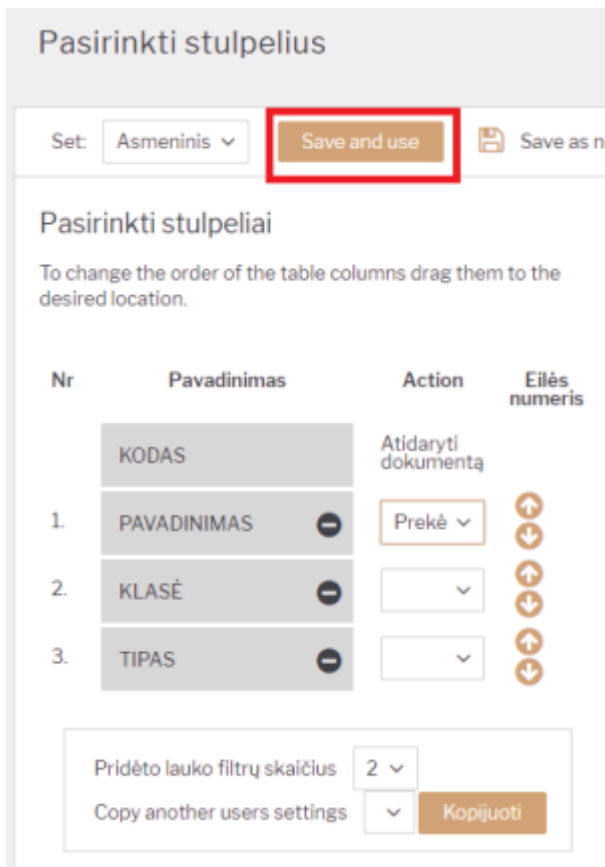 Pasirinkti stulpelius
Set: Asmeninis Save and use Save as n
Pasirinkti stulpeliai
To change the order of the table columns drag them to the
desired location.
Nr Pavadinimas Action Eilės
numeris
KODAS Atidaryti
dokumentą
1. PAVADINIMAS Prekė
2. KLASĖ
3. TIPAS
Pridėto lauko filtrų skaičius 2
Copy another users settings Kopijuoti